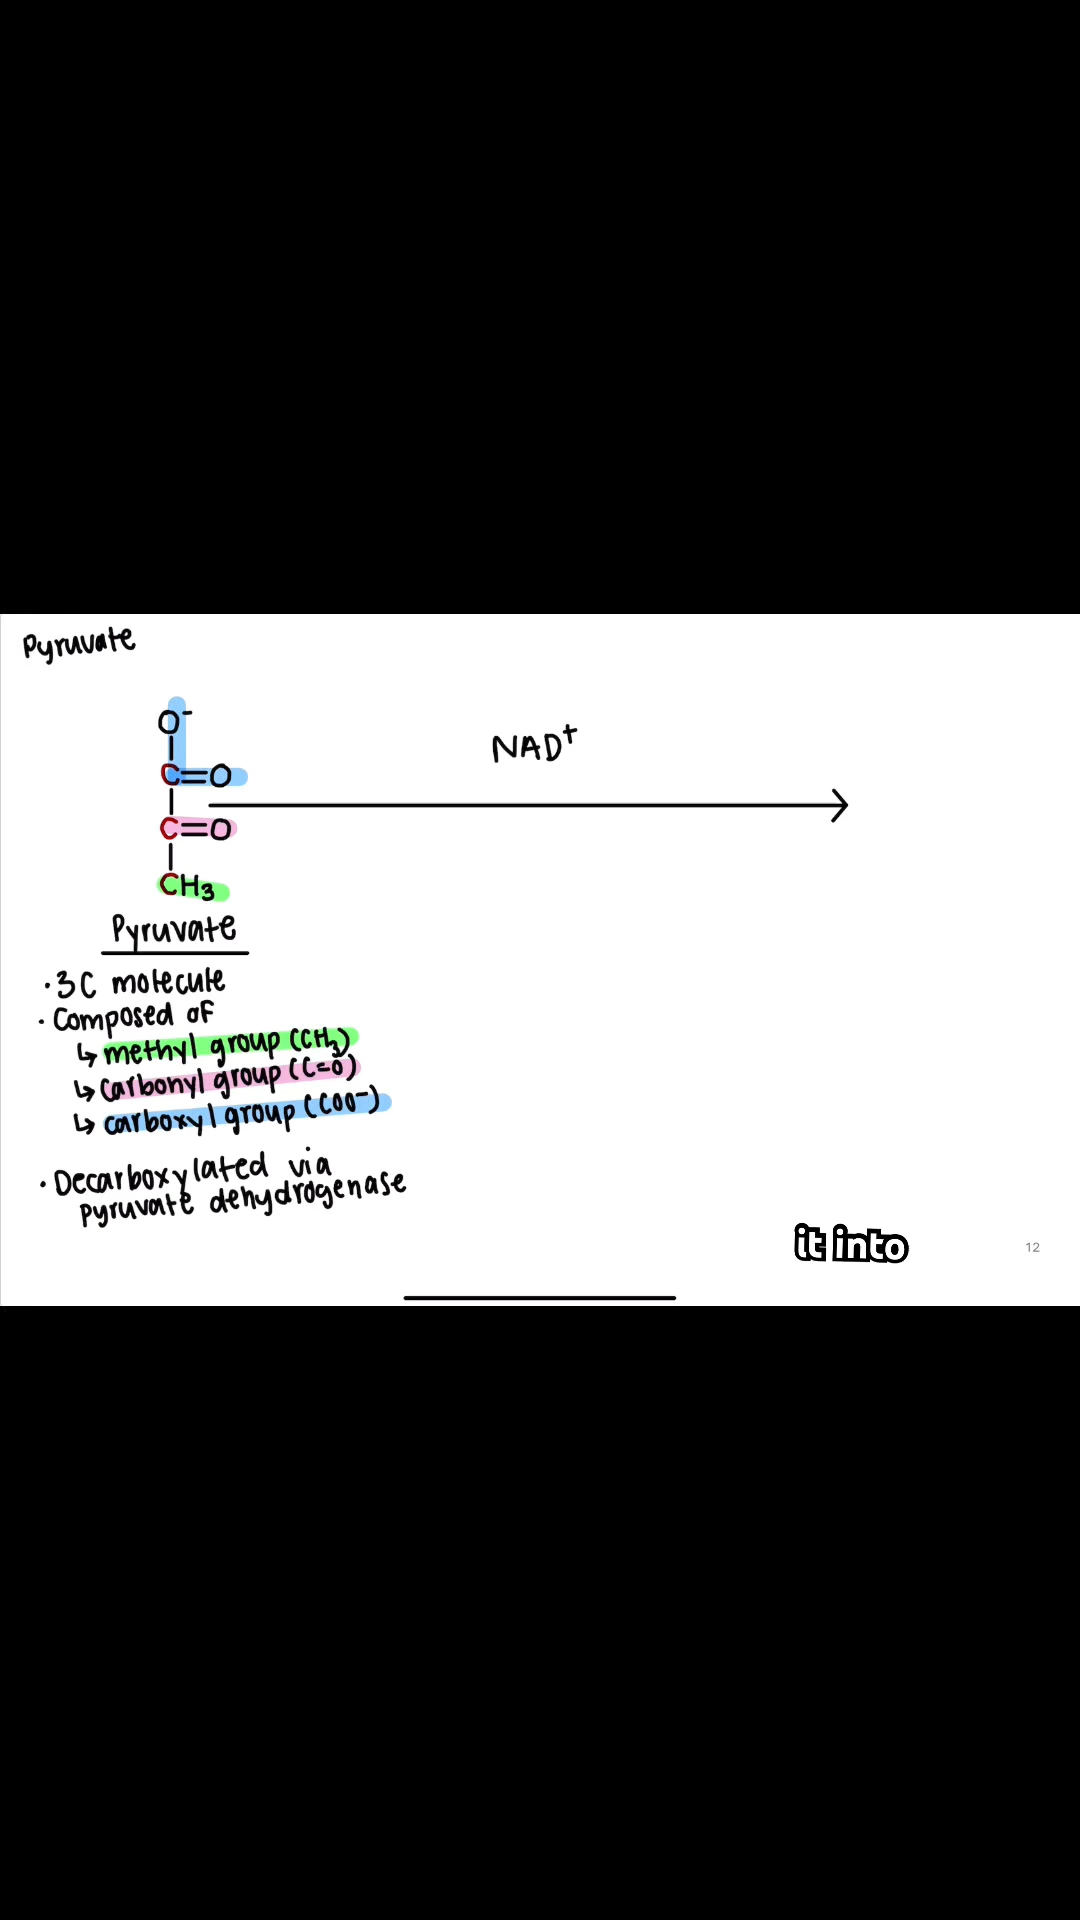 Pyruvate
O⁻
C=O
NAD⁺
C=O
CH₃
Pyruvate
· 3C molecule
· Composed of
↳ methyl group (CH₃)
↳ carbonyl group (C=O)
↳ carboxyl group (COO⁻)
· Decarboxylated via
pyruvate dehydrogenase
it into
12